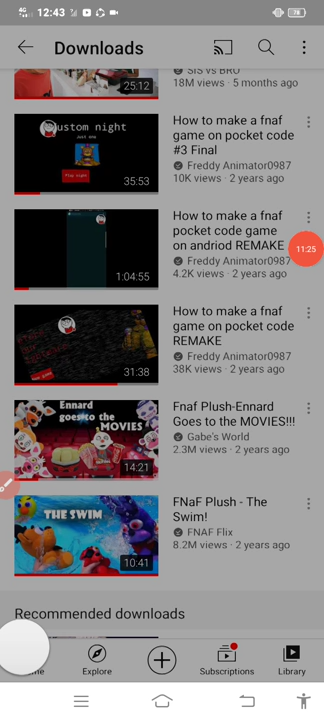 4G 12:43
78
Downloads
SIS vs BRO
18M views · 5 months ago
25:12
How to make a fnaf
game on pocket code
#3 Final
Freddy Animator0987
10K views · 2 years ago
ustom night
Play night
35:53
How to make a fnaf
pocket code game
on andriod REMAKE
Freddy Animator0987
4.2K views · 2 years ago
1:04:55
11:25
How to make a fnaf
game on pocket code
REMAKE
Freddy Animator0987
38K views · 2 years ago
31:38
Fnaf Plush-Ennard
Goes to the MOVIES!!!
Gabe's World
2.3M views · 2 years ago
Ennard
goes to the
MOVIES
14:21
FNaF Plush - The
Swim!
FNAF Flix
8.2M views · 2 years ago
THE SWIM
10:41
Recommended downloads
me
Explore
Subscriptions
Library